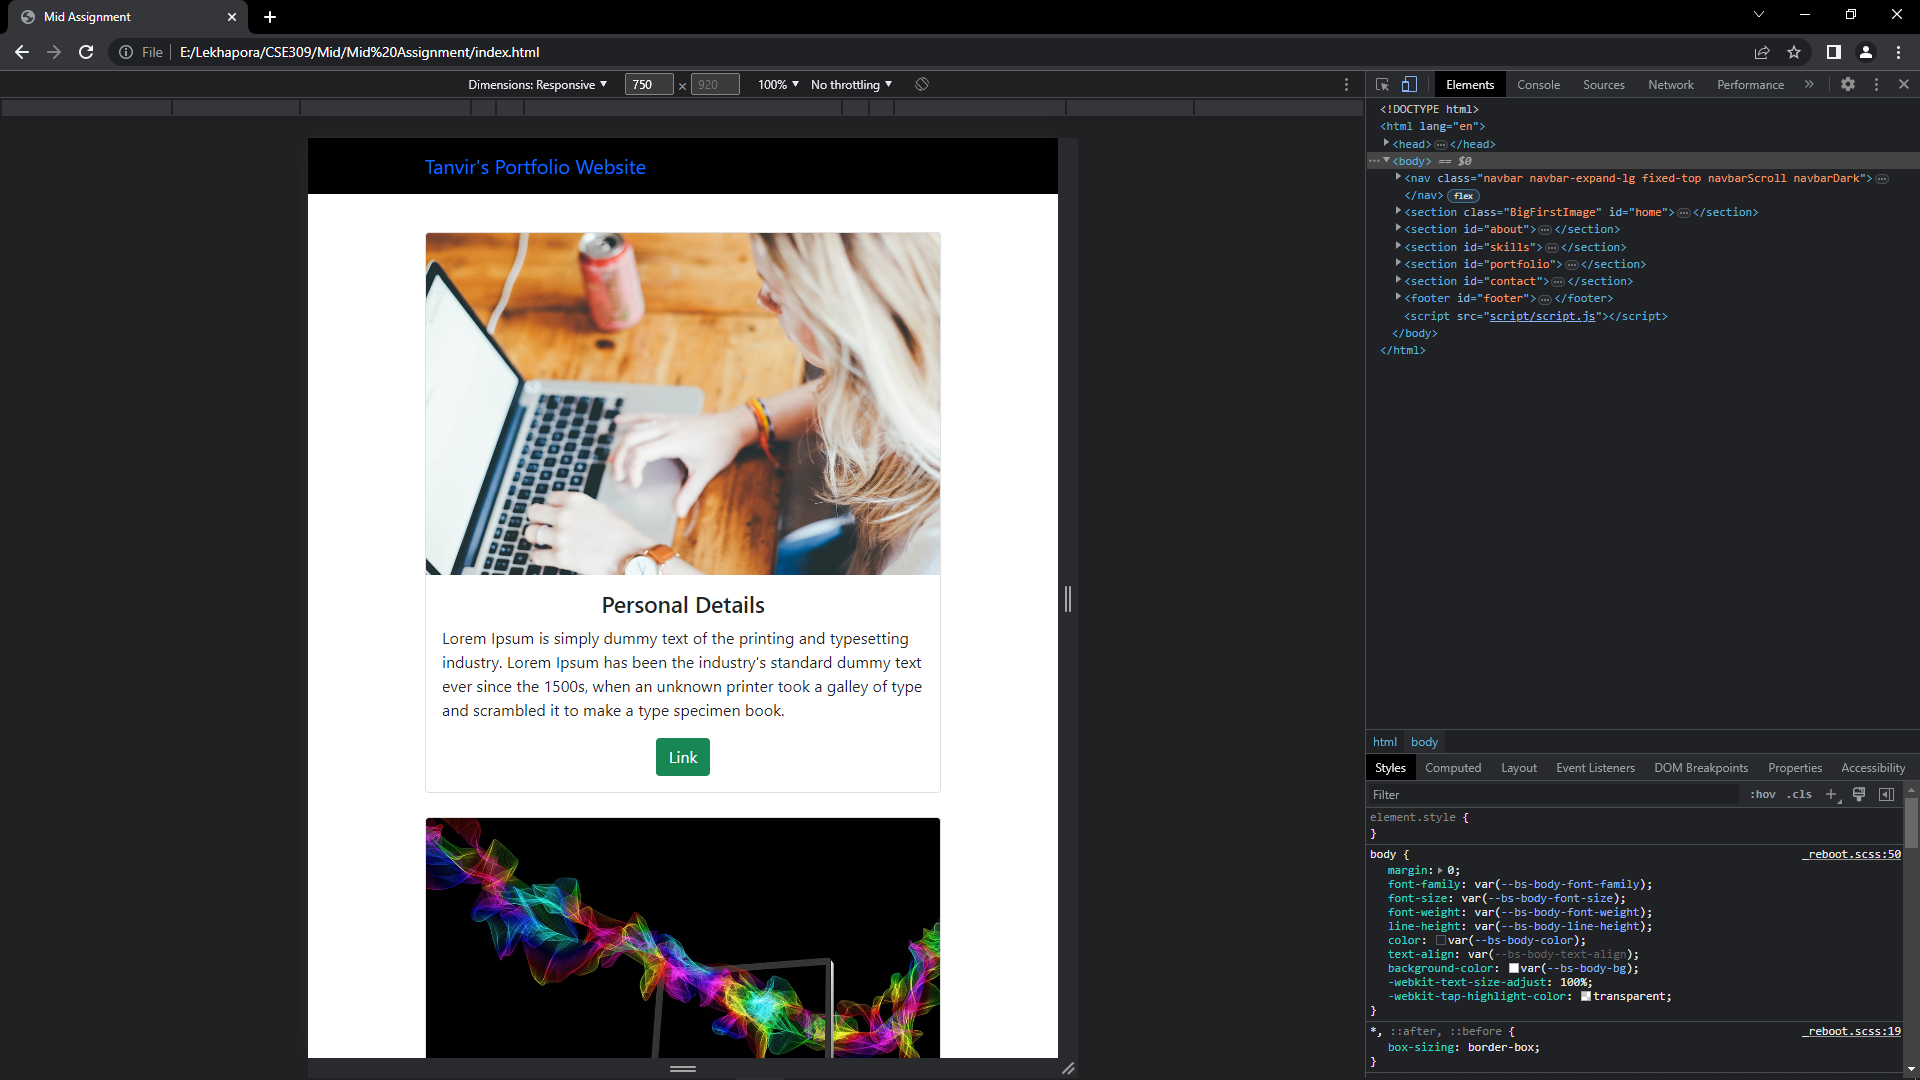 Mid Assignment
File E:/Lekhapora/CSE309/Mid/Mid%20Assignment/index.html
Dimensions: Responsive ▼ 750 × 920 100% ▼ No throttling ▼
Elements Console Sources Network Performance »
Tanvir's Portfolio Website
Personal Details
Lorem Ipsum is simply dummy text of the printing and typesetting
industry. Lorem Ipsum has been the industry's standard dummy text
ever since the 1500s, when an unknown printer took a galley of type
and scrambled it to make a type specimen book.
Link
<!DOCTYPE html>
<html lang="en">
<head>…</head>
<body> == $0
<nav class="navbar navbar-expand-lg fixed-top navbarScroll navbarDark">…
</nav> flex
<section class="BigFirstImage" id="home">…</section>
<section id="about">…</section>
<section id="skills">…</section>
<section id="portfolio">…</section>
<section id="contact">…</section>
<footer id="footer">…</footer>
<script src="script/script.js"></script>
</body>
</html>
html body
Styles Computed Layout Event Listeners DOM Breakpoints Properties Accessibility
Filter :hov .cls +
element.style {
}
body { _reboot.scss:50
margin: 0;
font-family: var(--bs-body-font-family);
font-size: var(--bs-body-font-size);
font-weight: var(--bs-body-font-weight);
line-height: var(--bs-body-line-height);
color: var(--bs-body-color);
text-align: var(--bs-body-text-align);
background-color: var(--bs-body-bg);
-webkit-text-size-adjust: 100%;
-webkit-tap-highlight-color: transparent;
}
*, ::after, ::before { _reboot.scss:19
box-sizing: border-box;
}